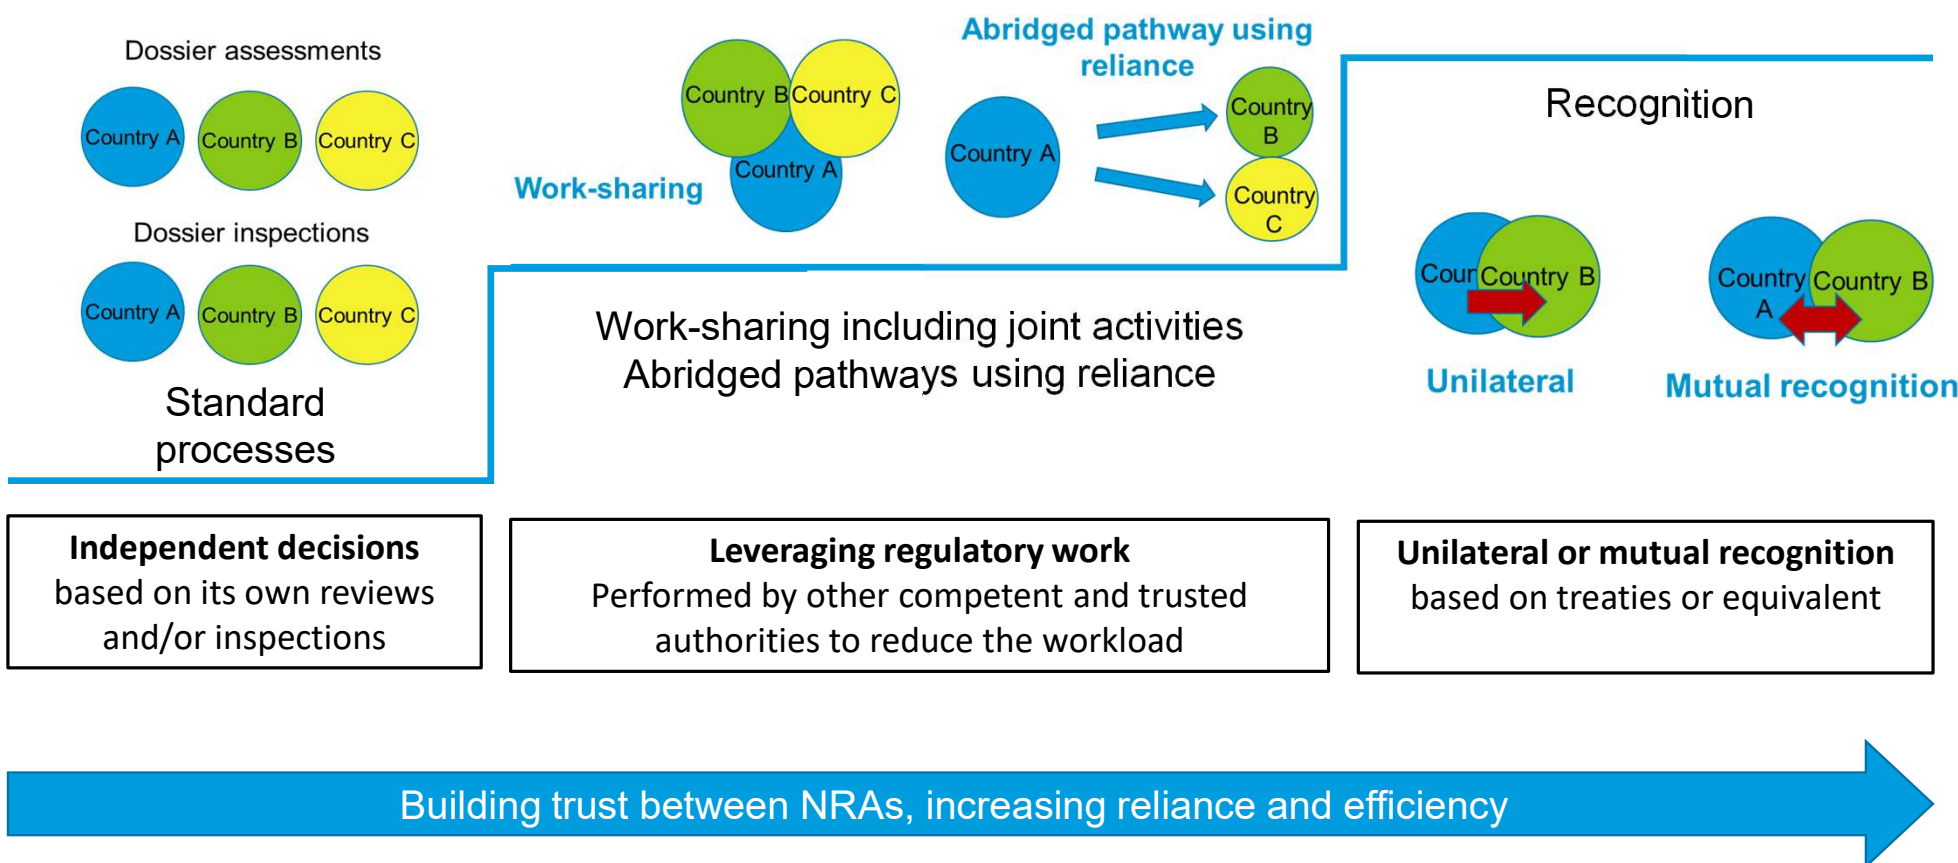 Dossier assessments
Country A
Country B
Country C
Dossier inspections
Country A
Country B
Country C
Standard
processes
Work-sharing
Country B
Country C
Country A
Abridged pathway using
reliance
Country A
Country
B
Country
C
Work-sharing including joint activities
Abridged pathways using reliance
Recognition
Coun
Country B
Unilateral
Country
A
Country B
Mutual recognition
Independent decisions
based on its own reviews
and/or inspections
Leveraging regulatory work
Performed by other competent and trusted
authorities to reduce the workload
Unilateral or mutual recognition
based on treaties or equivalent
Building trust between NRAs, increasing reliance and efficiency